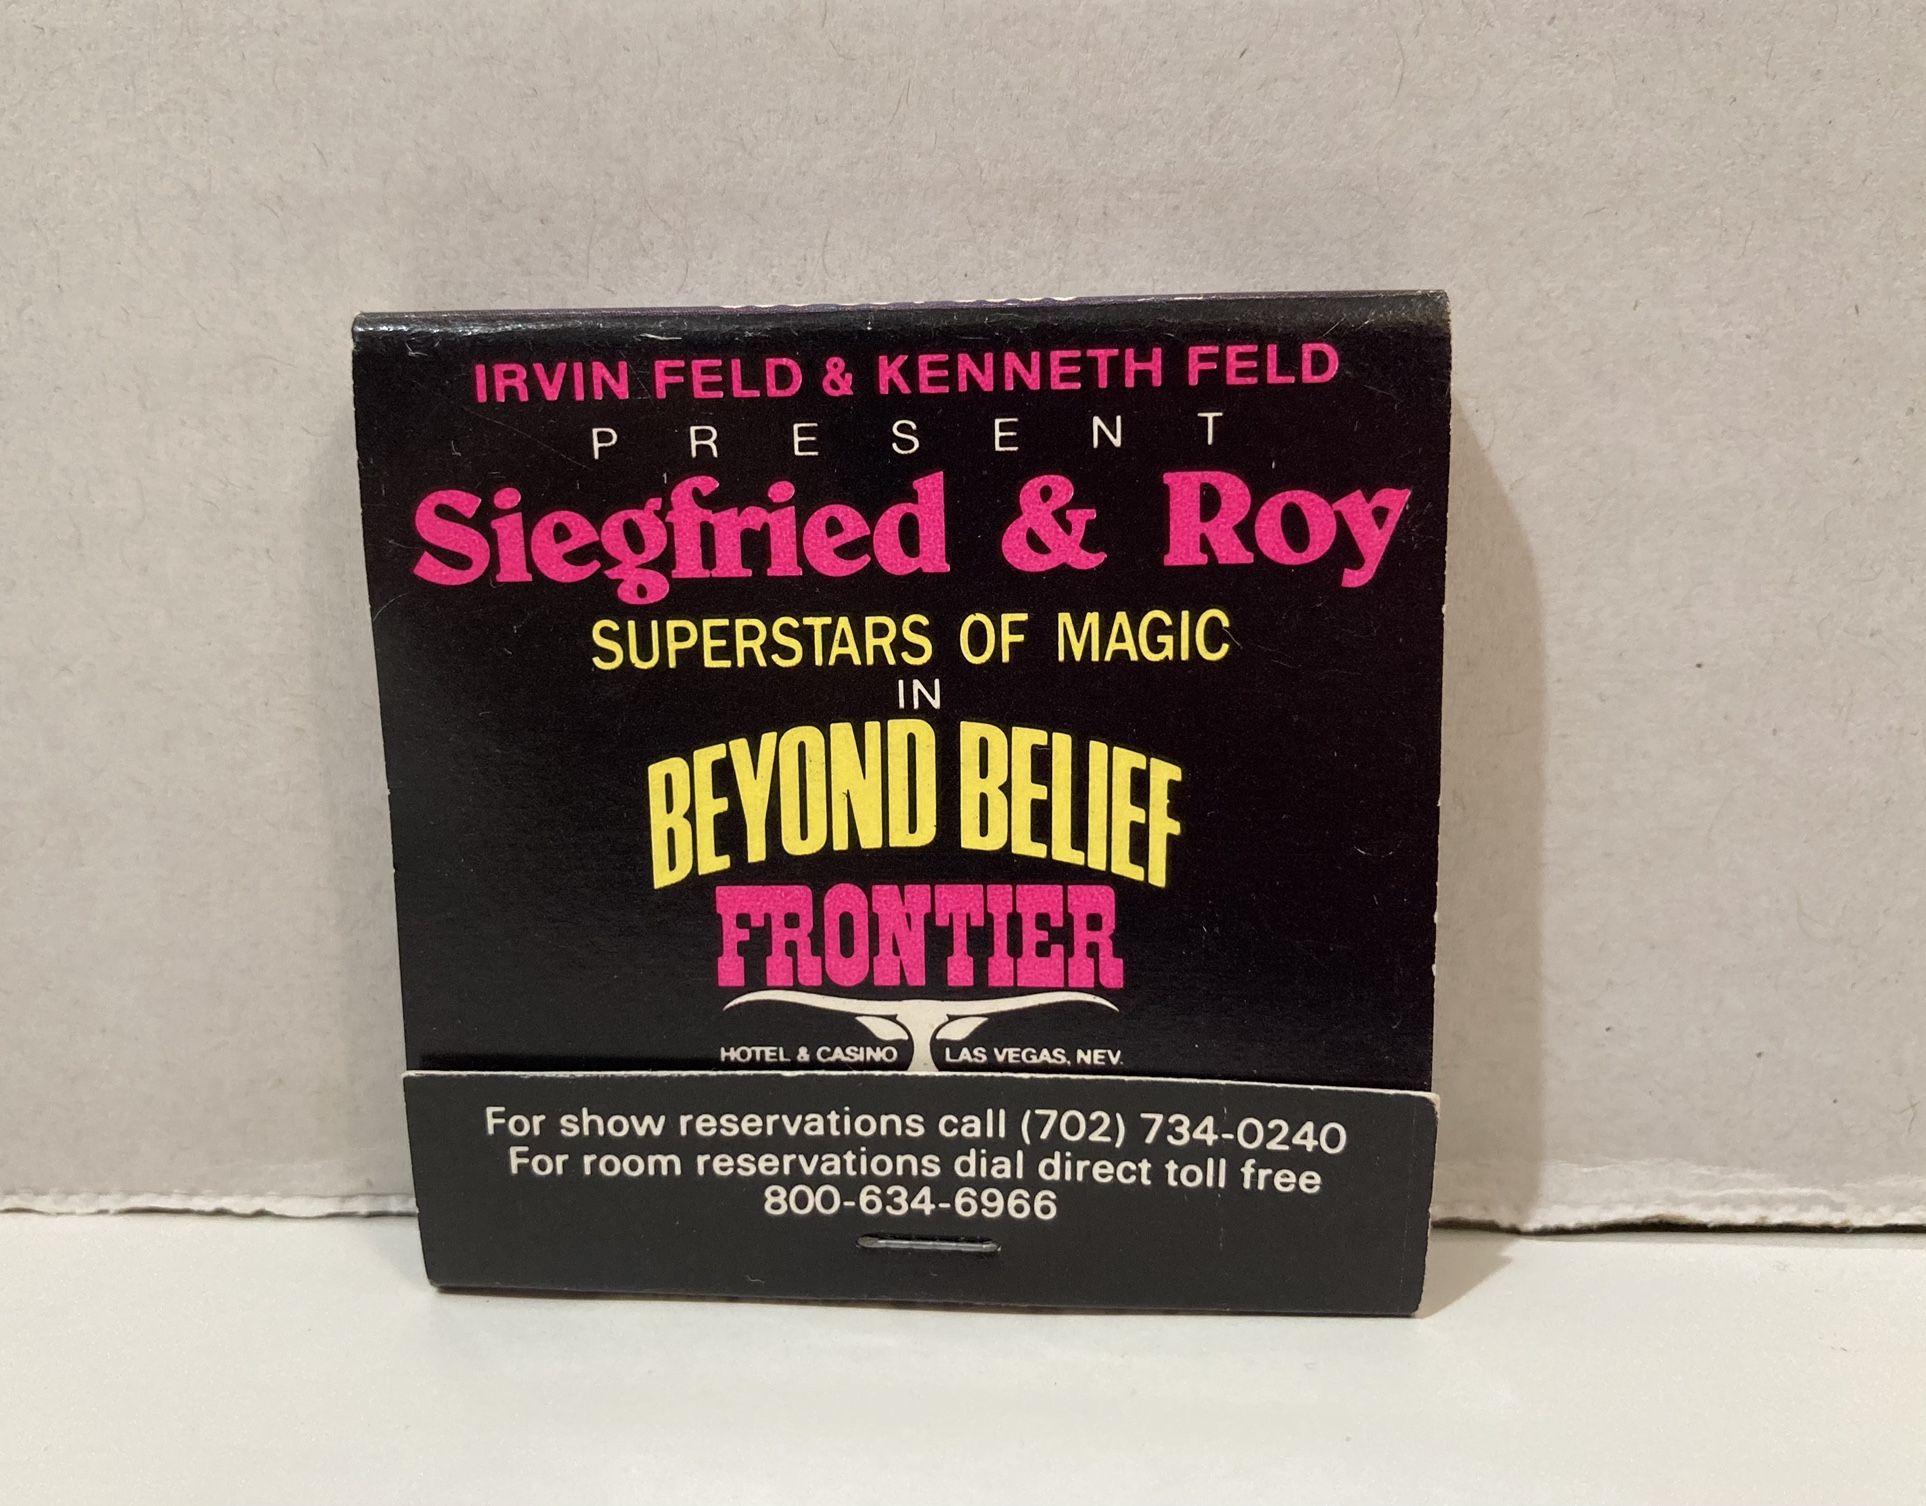 IRVIN FELD & KENNETH FELD
PRESENT
Siegfried & Roy
SUPERSTARS OF MAGIC
IN
BEYOND BELIEF
FRONTIER
HOTEL & CASINO LAS VEGAS, NEV.
For show reservations call (702) 734-0240
For room reservations dial direct toll free
800-634-6966